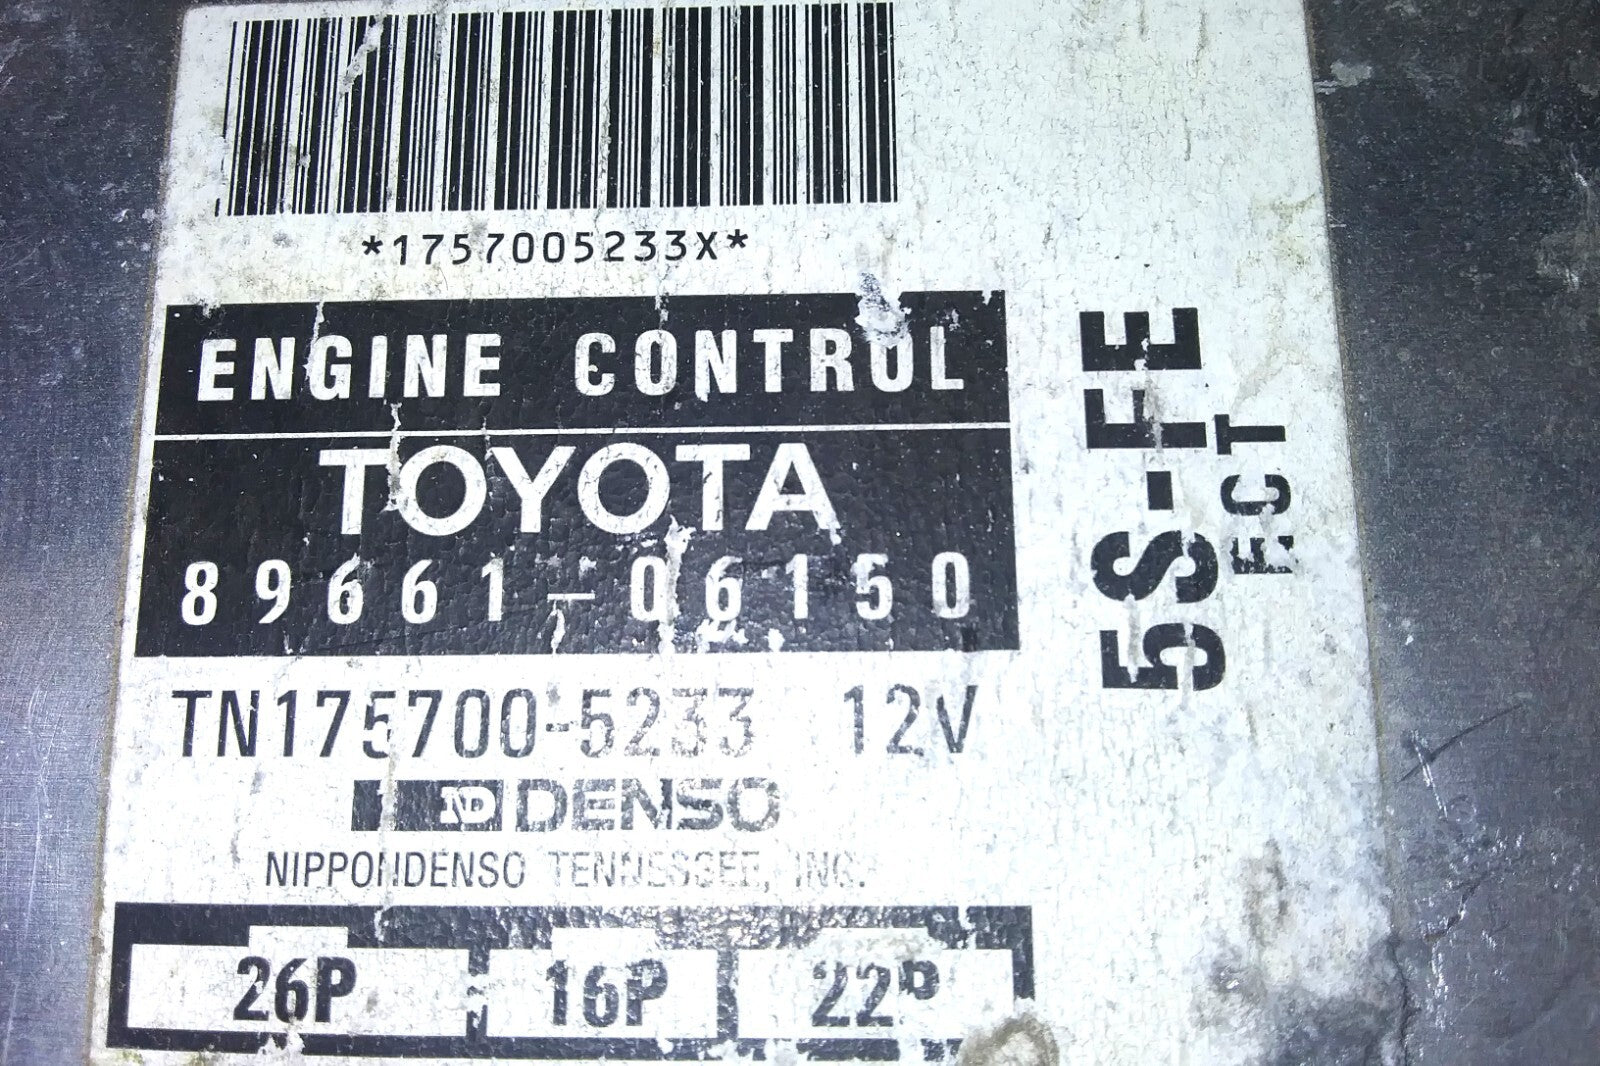 *1757005233X*
ENGINE CONTROL
TOYOTA
89661-06150
TN175700-5233 12V
ND DENSO
NIPPONDENSO TENNESSEE, INC.
26P 16P 22P
5S-FE
ECT